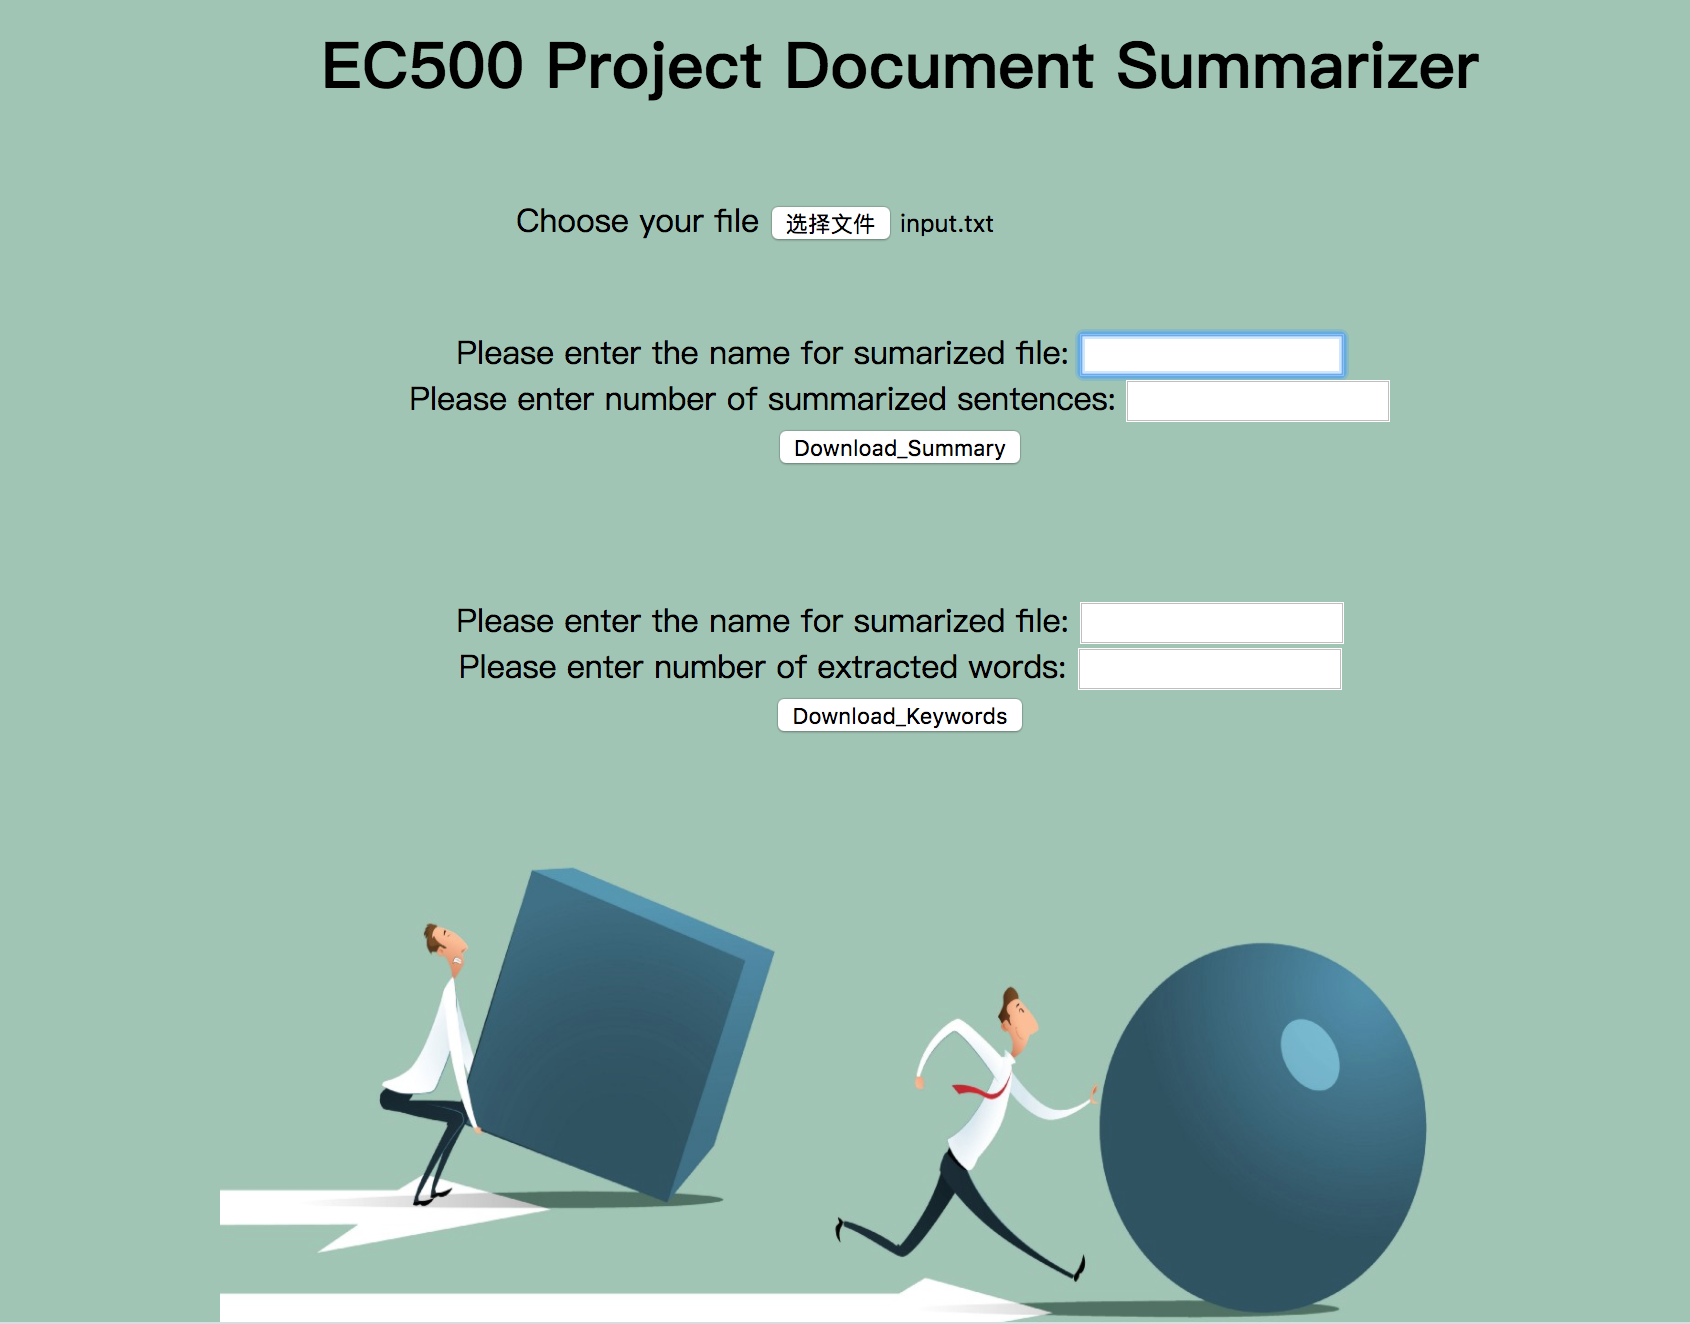 EC500 Project Document Summarizer
Choose your file 选择文件 input.txt
Please enter the name for sumarized file:
Please enter number of summarized sentences:
Download_Summary
Please enter the name for sumarized file:
Please enter number of extracted words:
Download_Keywords